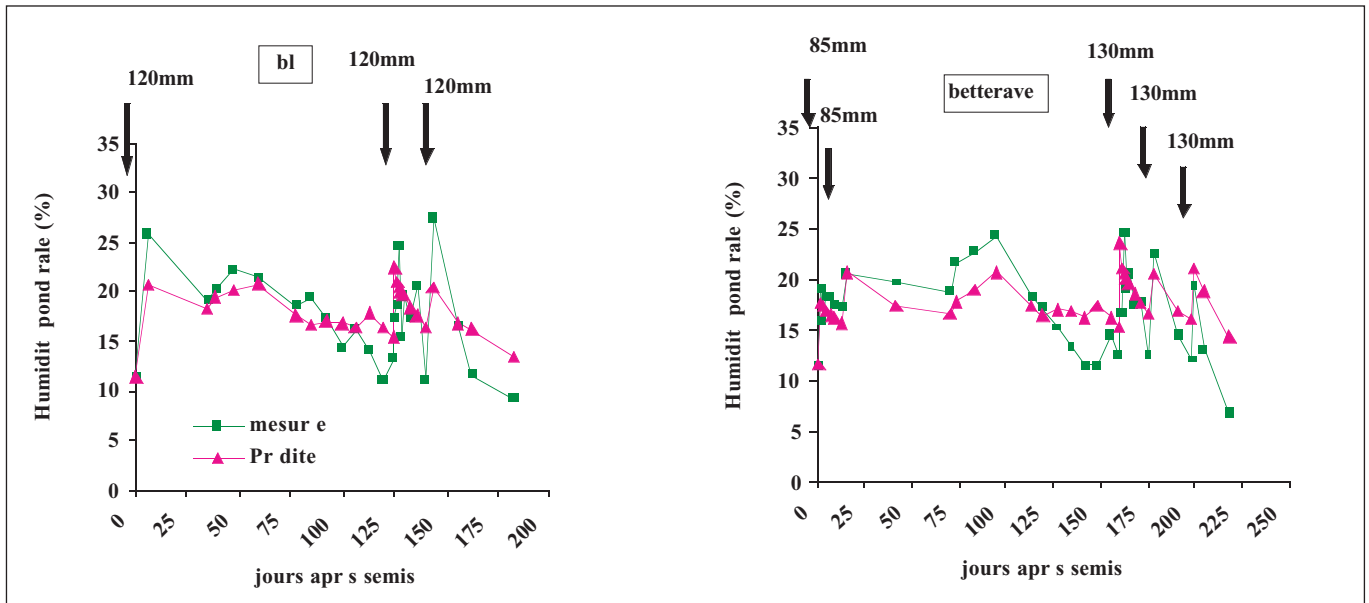 120mm
bl
120mm
120mm
Humidit pond rale (%)
35
30
25
20
15
10
5
0
mesur e
Pr dite
0 25 50 75 100 125 150 175 200
jours apr s semis
85mm
85mm
betterave
130mm
130mm
130mm
Humidit pond rale (%)
35
30
25
20
15
10
5
0
0 25 50 75 100 125 150 175 200 225 250
jours apr s semis